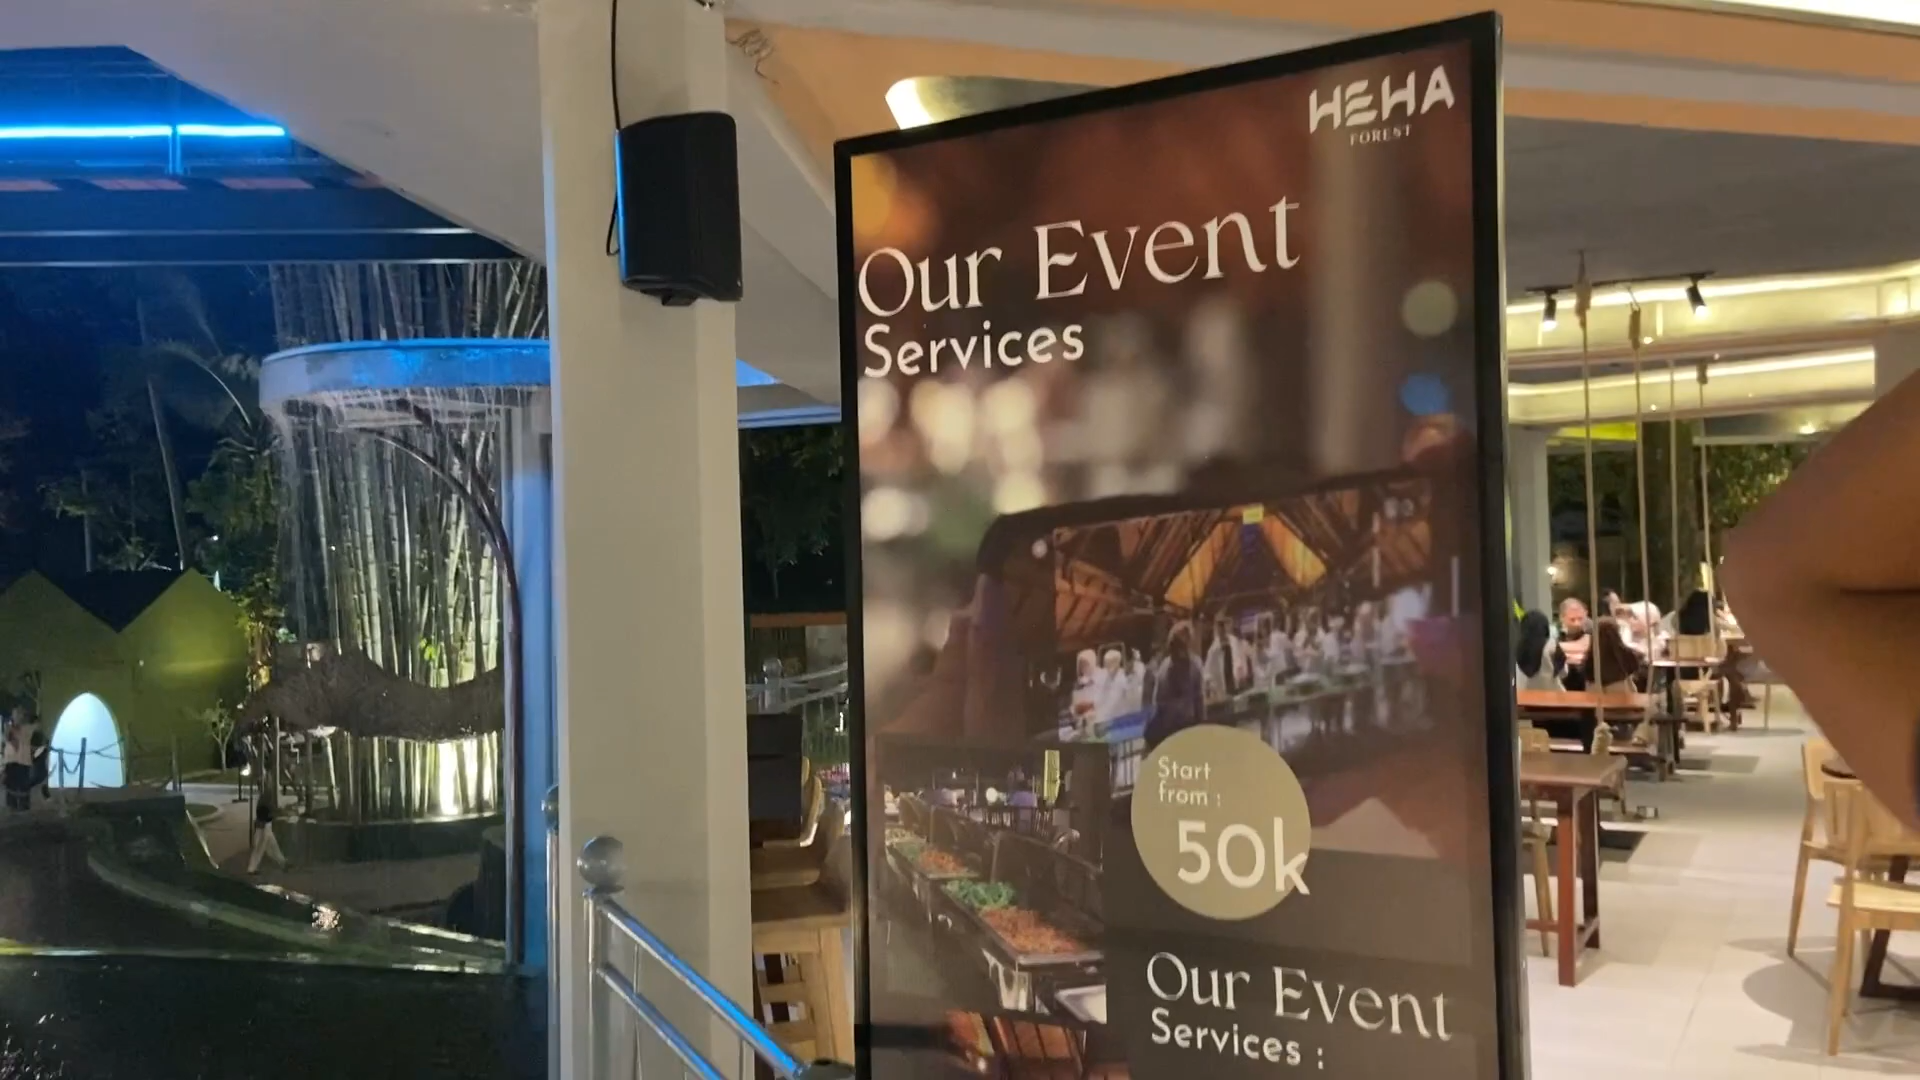 HEHA
FOREST
Our Event
Services
Start
from :
50k
Our Event
Services :